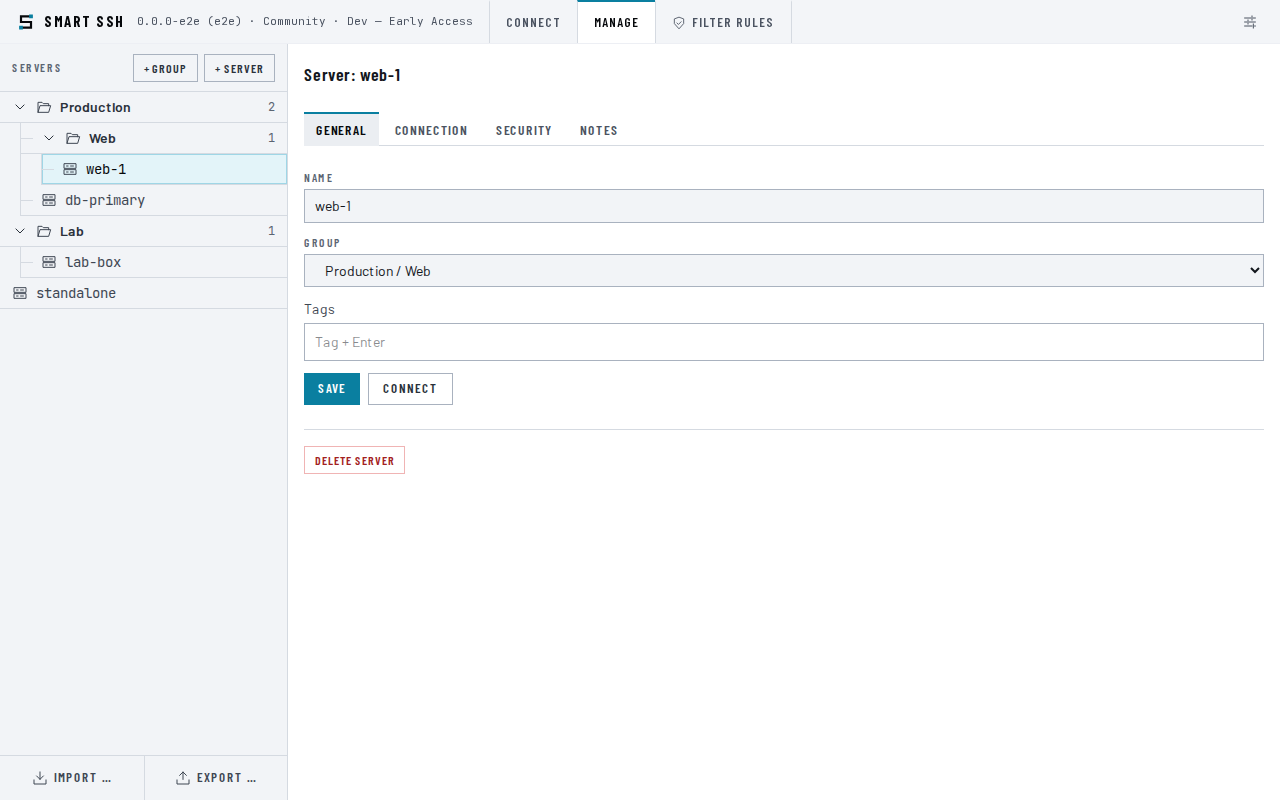 SMART SSH 0.0.0-e2e (e2e) · Community · Dev — Early Access CONNECT MANAGE FILTER RULES
SERVERS + GROUP + SERVER
Production 2
Web 1
web-1
db-primary
Lab 1
lab-box
standalone
IMPORT ... EXPORT ...
Server: web-1
GENERAL CONNECTION SECURITY NOTES
NAME
web-1
GROUP
Production / Web
Tags
Tag + Enter
SAVE CONNECT
DELETE SERVER